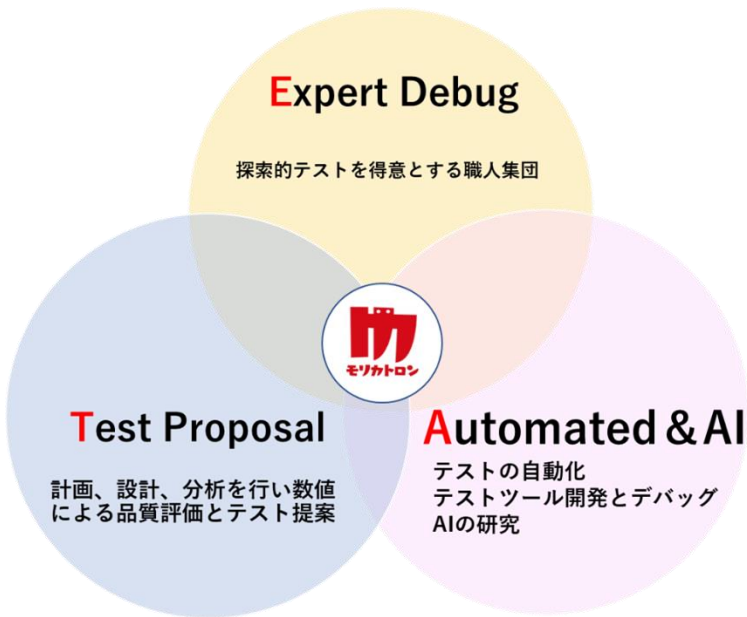 Expert Debug
探索的テストを得意とする職人集団
モリカトロン
Test Proposal
計画、設計、分析を行い数値
による品質評価とテスト提案
Automated & AI
テストの自動化
テストツール開発とデバッグ
AIの研究